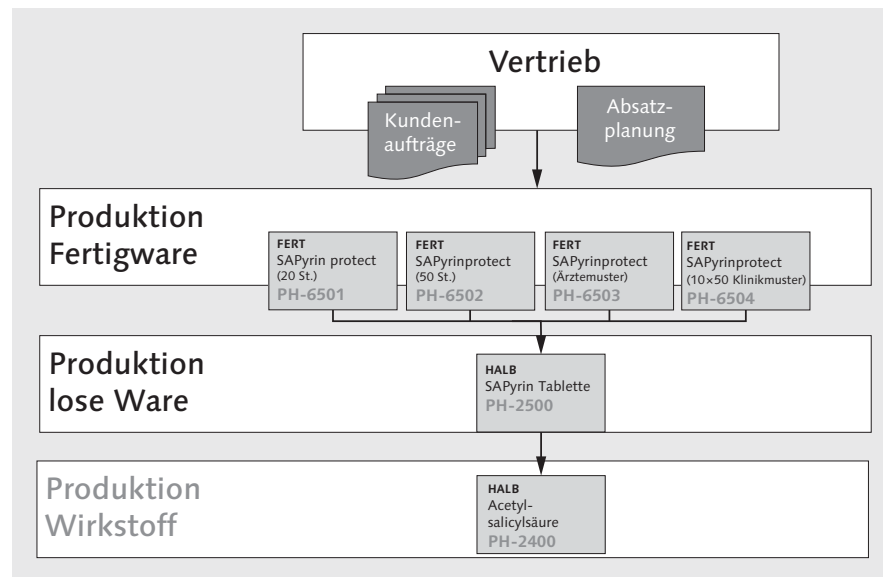 Vertrieb
Kunden-
aufträge
Absatz-
planung
Produktion
Fertigware
FERT
SAPyrin protect
(20 St.)
PH-6501
FERT
SAPyrinprotect
(50 St.)
PH-6502
FERT
SAPyrinprotect
(Ärztemuster)
PH-6503
FERT
SAPyrinprotect
(10×50 Klinikmuster)
PH-6504
Produktion
lose Ware
HALB
SAPyrin Tablette
PH-2500
Produktion
Wirkstoff
HALB
Acetyl-
salicylsäure
PH-2400